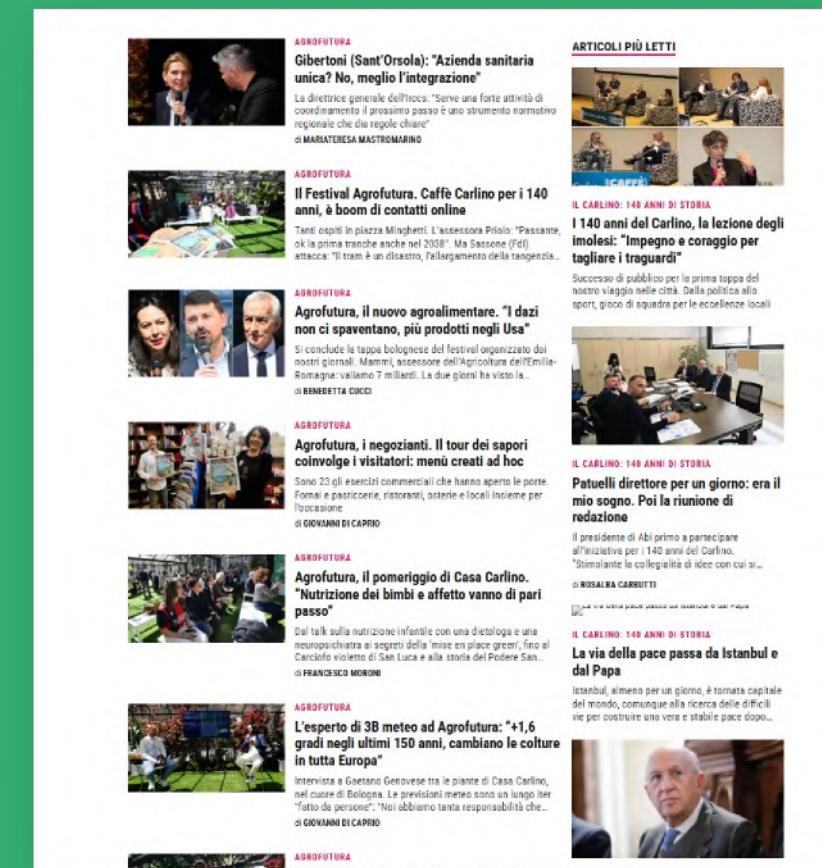 AGROFUTURA
Gibertoni (Sant'Orsola): "Azienda sanitaria
unica? No, meglio l'integrazione"
La direttrice generale dell'Irccs: "Serve una forte attività di
coordinamento il prossimo passo è uno strumento normativo
regionale che dia regole chiare"
di MARIATERESA MASTROMARINO
AGROFUTURA
Il Festival Agrofutura. Caffè Carlino per i 140
anni, è boom di contatti online
Tanti ospiti in piazza Minghetti. L'assessora Priolo: "Passante,
ok la prima tranche anche nel 2038". Ma Sassone (FdI)
attacca: "Il tram è un disastro, l'allargamento della tangenzia...
AGROFUTURA
Agrofutura, il nuovo agroalimentare. "I dazi
non ci spaventano, più prodotti negli Usa"
Si conclude la tappa bolognese del festival organizzato dai
nostri giornali. Mammi, assessore dell'Agricoltura dell'Emilia-
Romagna: valiamo 7 miliardi. La due giorni ha visto la...
di BENEDETTA CUCCI
AGROFUTURA
Agrofutura, i negozianti. Il tour dei sapori
coinvolge i visitatori: menù creati ad hoc
Sono 23 gli esercizi commerciali che hanno aperto le porte.
Fornai e pasticcerie, ristoranti, osterie e locali insieme per
l'occasione
di GIOVANNI DI CAPRIO
AGROFUTURA
Agrofutura, il pomeriggio di Casa Carlino.
"Nutrizione dei bimbi e affetto vanno di pari
passo"
Dal talk sulla nutrizione infantile con una dietologa e una
neuropsichiatra ai segreti della 'mise en place green', fino al
Carciofo violetto di San Luca e alla storia del Podere San...
di FRANCESCO MORONI
AGROFUTURA
L'esperto di 3B meteo ad Agrofutura: "+1,6
gradi negli ultimi 150 anni, cambiano le colture
in tutta Europa"
Intervista a Gaetano Genovese tra le piante di Casa Carlino,
nel cuore di Bologna. Le previsioni meteo sono un lungo iter
"fatto da persone": "Noi abbiamo tanta responsabilità che...
di GIOVANNI DI CAPRIO
AGROFUTURA
ARTICOLI PIÙ LETTI
CAFFÈ
IL CARLINO: 140 ANNI DI STORIA
I 140 anni del Carlino, la lezione degli
imolesi: "Impegno e coraggio per
tagliare i traguardi"
Successo di pubblico per la prima tappa del
nostro viaggio nelle città. Dalla politica allo
sport, gioco di squadra per le eccellenze locali
IL CARLINO: 140 ANNI DI STORIA
Patuelli direttore per un giorno: era il
mio sogno. Poi la riunione di
redazione
Il presidente di Abi primo a partecipare
all'iniziativa per i 140 anni del Carlino.
"Stimolante la collegialità di idee con cui si...
di ROSALBA CARBUTTI
La via della pace passa da Istanbul e dal Papa
IL CARLINO: 140 ANNI DI STORIA
La via della pace passa da Istanbul e
dal Papa
Istanbul, almeno per un giorno, è tornata capitale
del mondo, comunque alla ricerca delle difficili
vie per costruire una vera e stabile pace dopo...